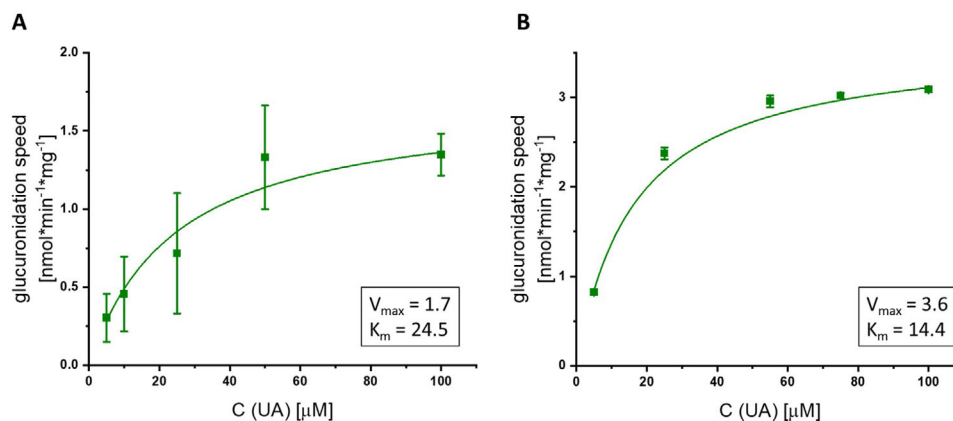 A
glucuronidation speed
[nmol*min⁻¹*mg⁻¹]
2.0
1.5
1.0
0.5
0.0
0 20 40 60 80 100
C (UA) [μM]
Vmax = 1.7
Km = 24.5
B
glucuronidation speed
[nmol*min⁻¹*mg⁻¹]
3
2
1
0
0 20 40 60 80 100
C (UA) [μM]
Vmax = 3.6
Km = 14.4